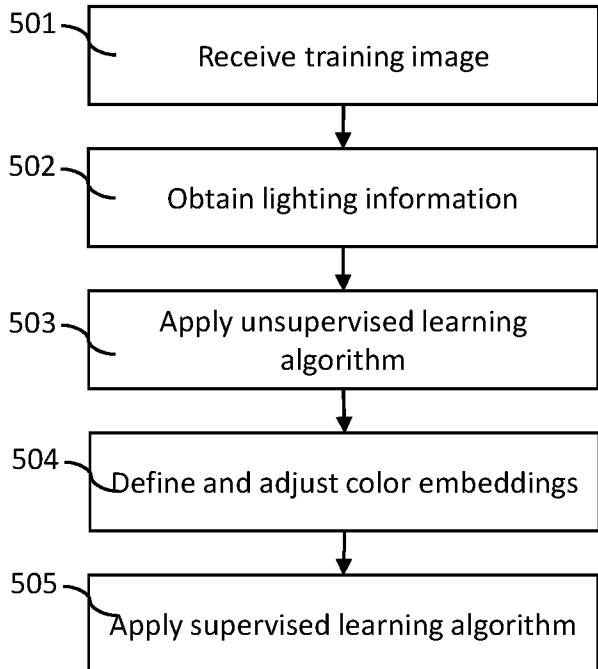 501
Receive training image
502
Obtain lighting information
503
Apply unsupervised learning
algorithm
504
Define and adjust color embeddings
505
Apply supervised learning algorithm